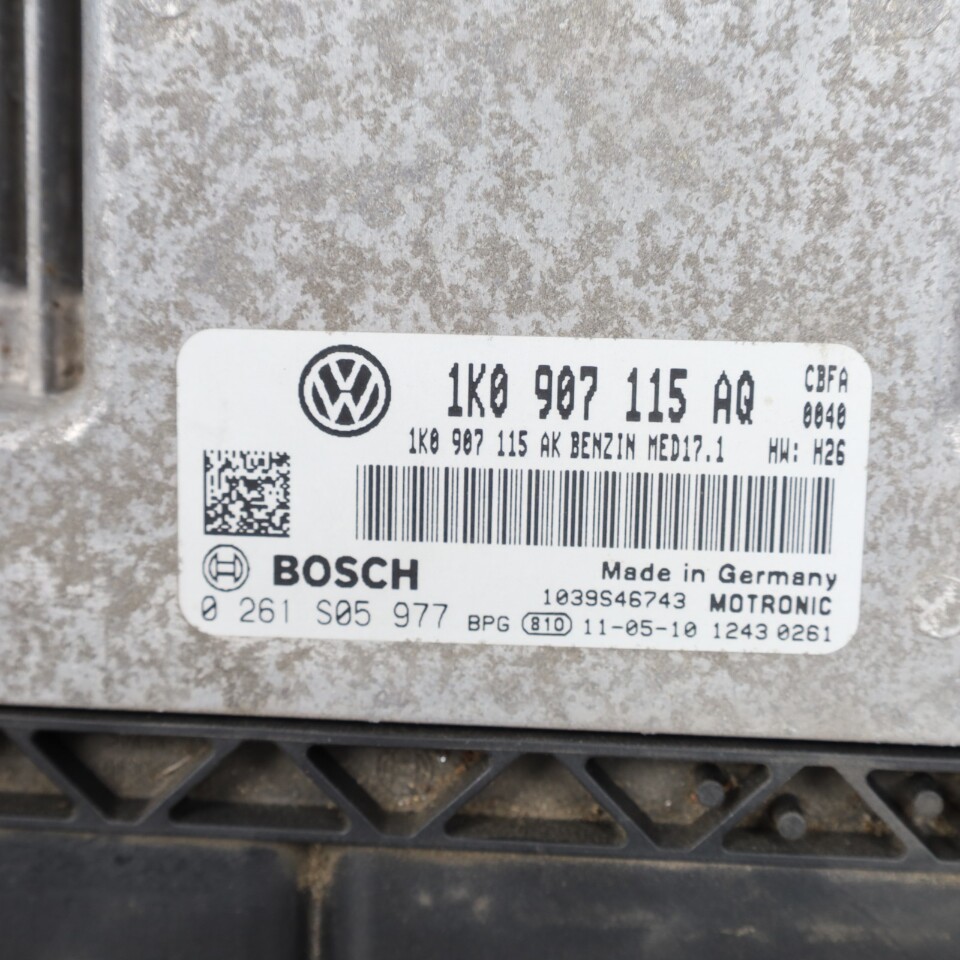 1K0 907 115 AQ CBFA
0040
1K0 907 115 AK BENZIN MED17.1 HW: H26
BOSCH
Made in Germany
1039S46743 MOTRONIC
0 261 S05 977 BPG 810 11-05-10 1243 0261